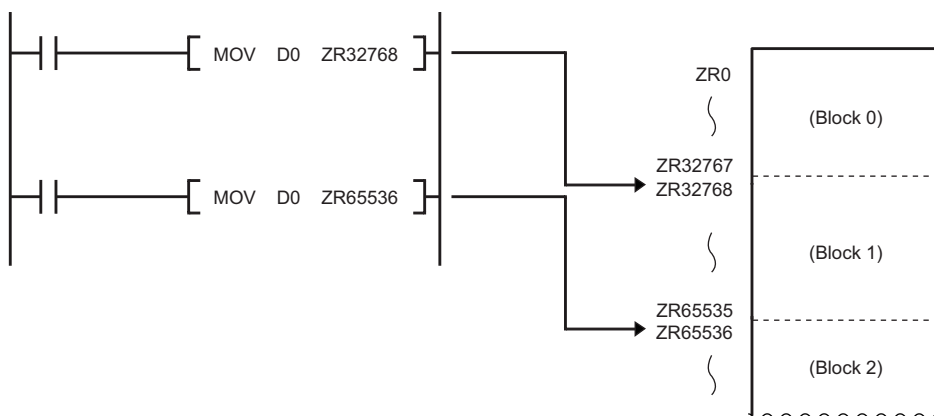 MOV D0 ZR32768
MOV D0 ZR65536
ZR0
(Block 0)
ZR32767
ZR32768
(Block 1)
ZR65535
ZR65536
(Block 2)